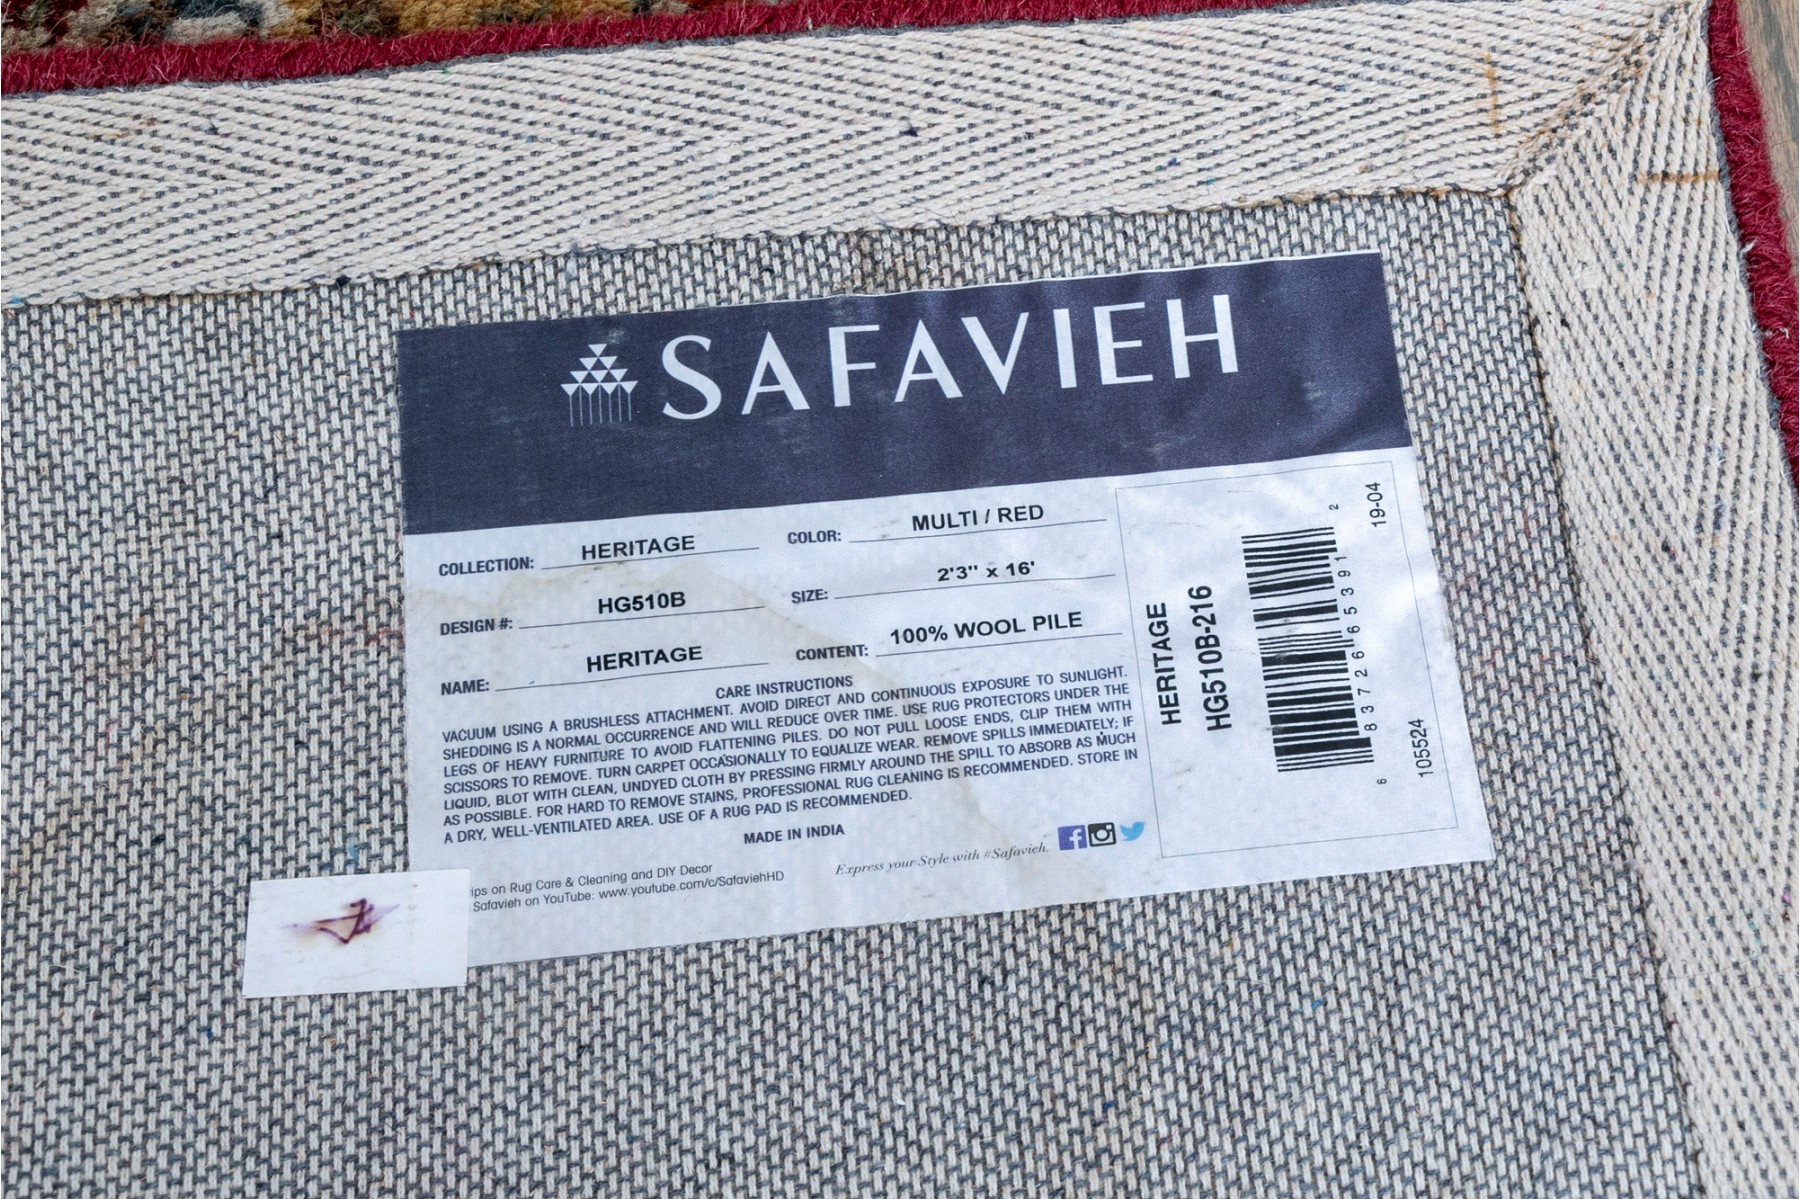 SAFAVIEH
COLLECTION: HERITAGE
COLOR: MULTI / RED
DESIGN #: HG510B
SIZE: 2'3" x 16'
NAME: HERITAGE
CONTENT: 100% WOOL PILE
CARE INSTRUCTIONS
VACUUM USING A BRUSHLESS ATTACHMENT. AVOID DIRECT AND CONTINUOUS EXPOSURE TO SUNLIGHT.
SHEDDING IS A NORMAL OCCURRENCE AND WILL REDUCE OVER TIME. USE RUG PROTECTORS UNDER THE
LEGS OF HEAVY FURNITURE TO AVOID FLATTENING PILES. DO NOT PULL LOOSE ENDS, CLIP THEM WITH
SCISSORS TO REMOVE. TURN CARPET OCCASIONALLY TO EQUALIZE WEAR. REMOVE SPILLS IMMEDIATELY; IF
LIQUID, BLOT WITH CLEAN, UNDYED CLOTH BY PRESSING FIRMLY AROUND THE SPILL TO ABSORB AS MUCH
AS POSSIBLE. FOR HARD TO REMOVE STAINS, PROFESSIONAL RUG CLEANING IS RECOMMENDED. STORE IN
A DRY, WELL-VENTILATED AREA. USE OF A RUG PAD IS RECOMMENDED.
MADE IN INDIA
ips on Rug Care & Cleaning and DIY Decor
Safavieh on YouTube: www.youtube.com/c/SafaviehHD
Express your Style with #Safavieh.
HERITAGE
HG510B-216
6 83726 65391 2
105524
19-04